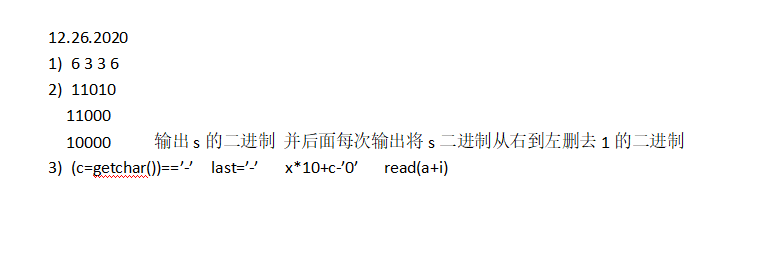 12.26.2020
1) 6 3 3 6
2) 11010
11000
10000 输出 s 的二进制 并后面每次输出将 s 二进制从右到左删去 1 的二进制
3) (c=getchar())==’-’ last=’-’ x*10+c-’0’ read(a+i)